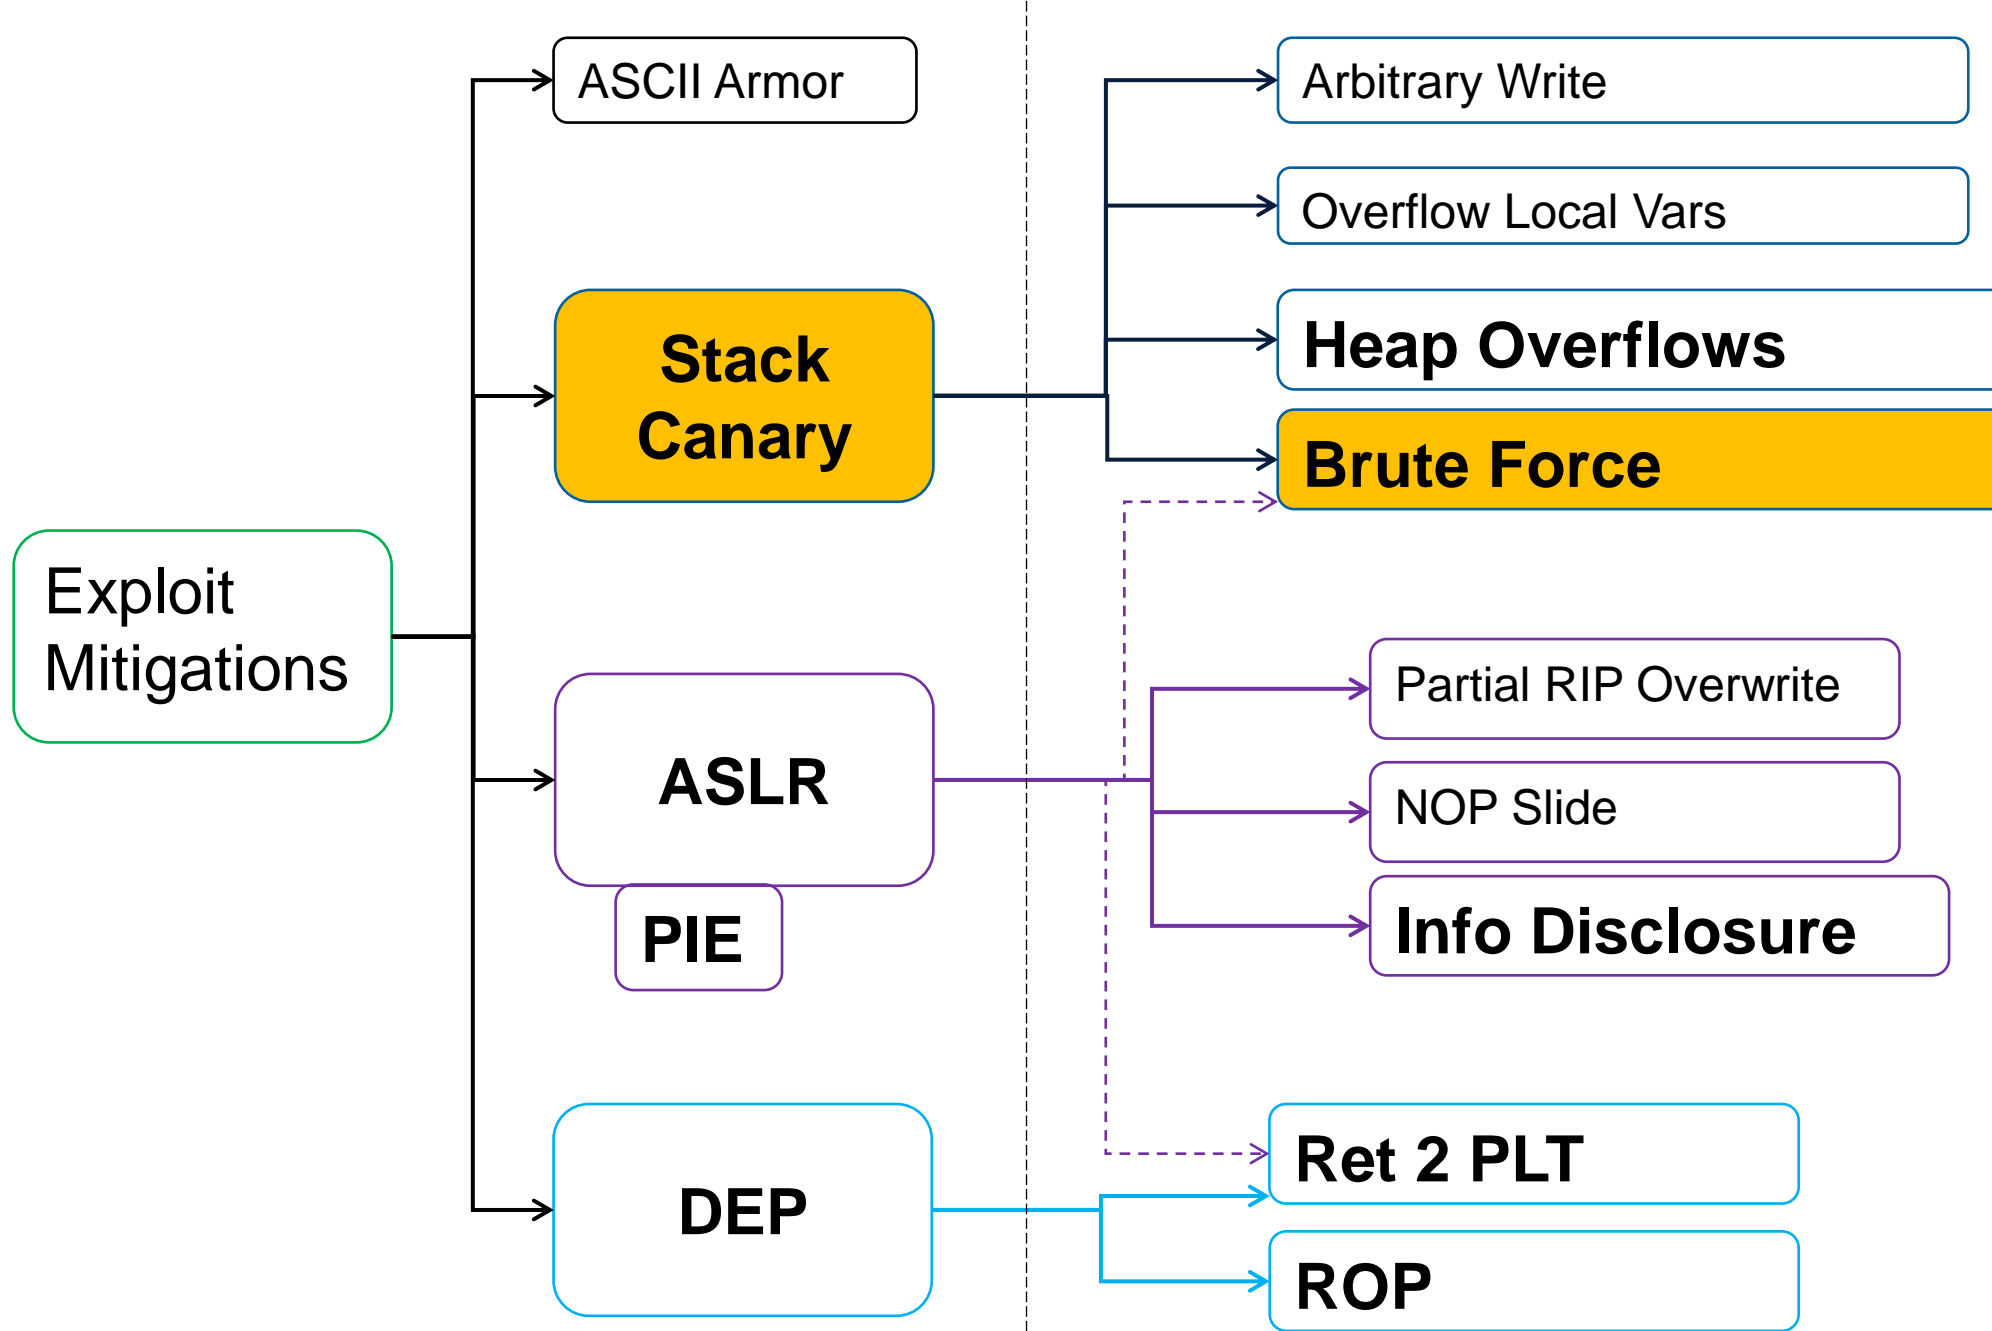 ASCII Armor
Arbitrary Write
Overflow Local Vars
Stack
Canary
Heap Overflows
Brute Force
Exploit
Mitigations
ASLR
PIE
Partial RIP Overwrite
NOP Slide
Info Disclosure
DEP
Ret 2 PLT
ROP